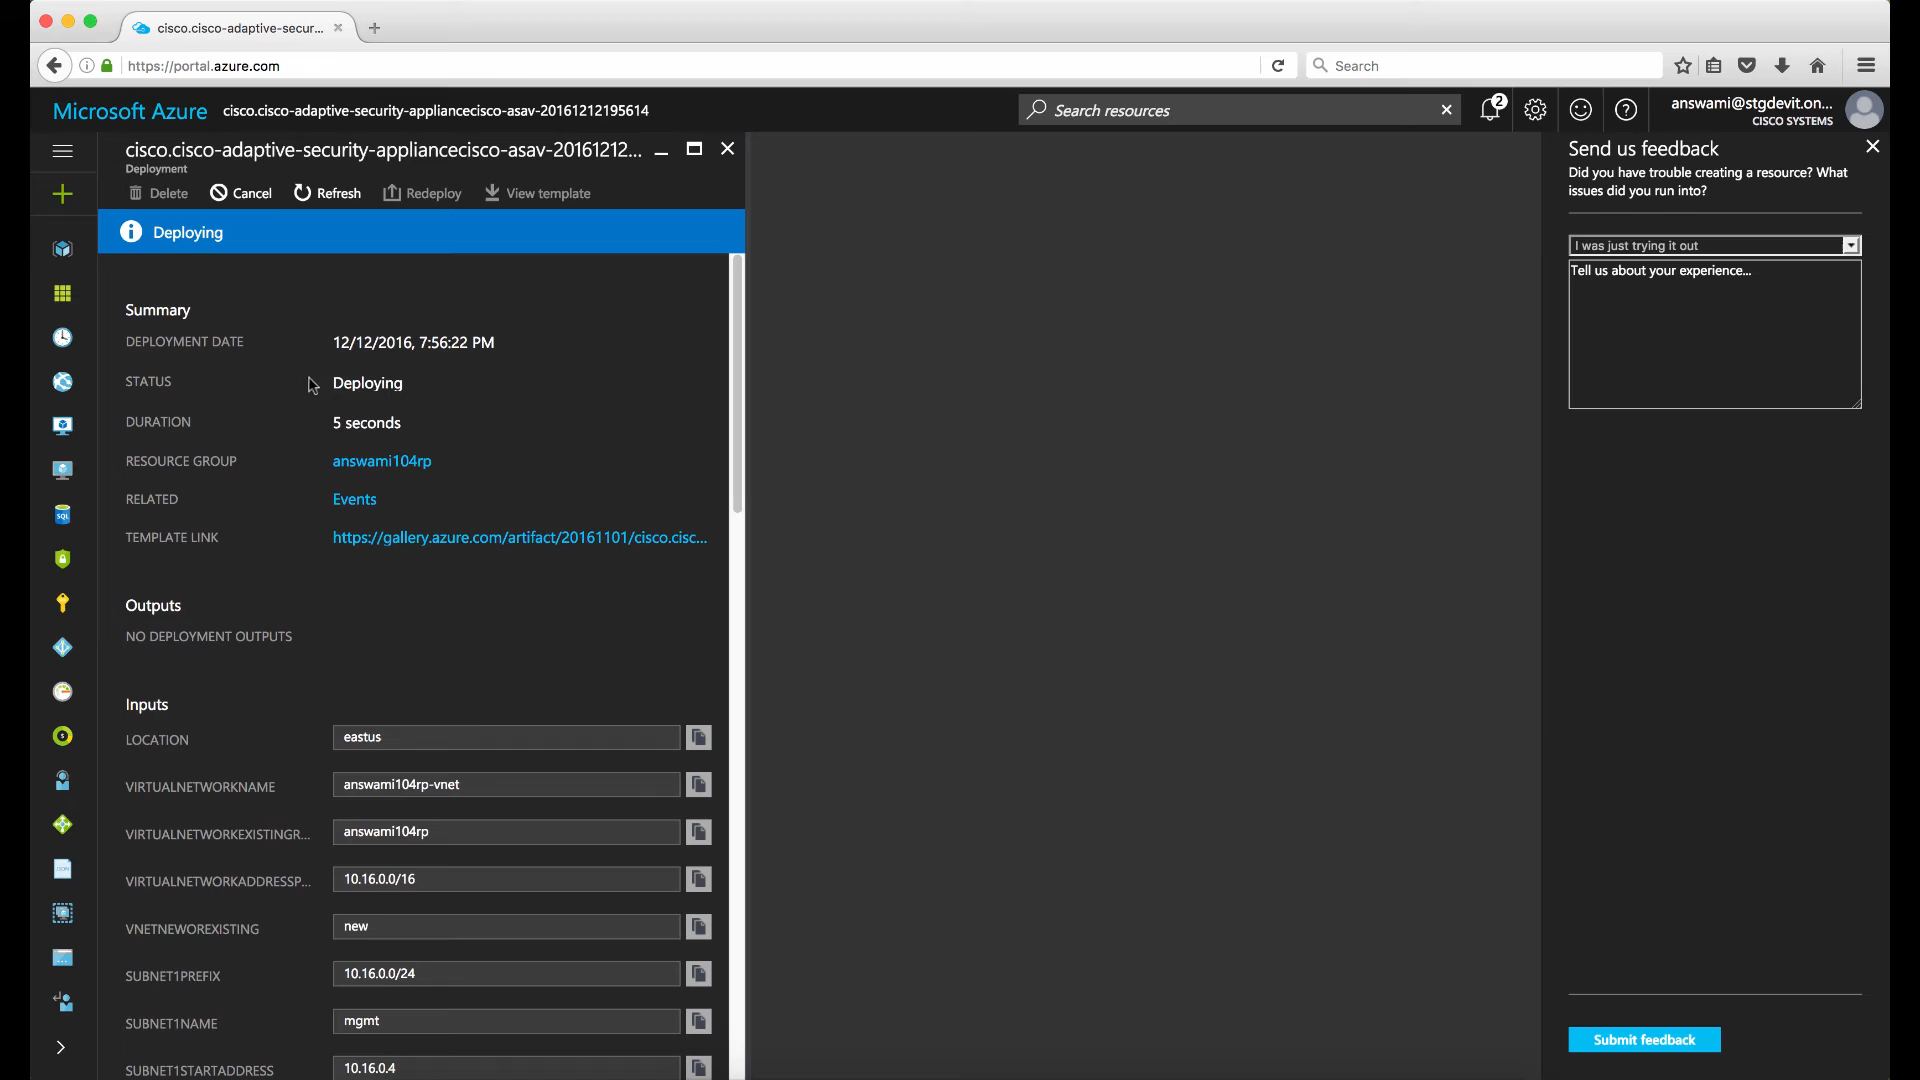 cisco.cisco-adaptive-secur...
https://portal.azure.com
Search
Microsoft Azure
cisco.cisco-adaptive-security-appliancecisco-asav-20161212195614
Search resources
2
answami@stgdevit.on...
CISCO SYSTEMS
cisco.cisco-adaptive-security-appliancecisco-asav-20161212...
Deployment
Delete
Cancel
Refresh
Redeploy
View template
Deploying
Summary
DEPLOYMENT DATE
12/12/2016, 7:56:22 PM
STATUS
Deploying
DURATION
5 seconds
RESOURCE GROUP
answami104rp
RELATED
Events
TEMPLATE LINK
https://gallery.azure.com/artifact/20161101/cisco.cisc...
Outputs
NO DEPLOYMENT OUTPUTS
Inputs
LOCATION
eastus
VIRTUALNETWORKNAME
answami104rp-vnet
VIRTUALNETWORKEXISTINGR...
answami104rp
VIRTUALNETWORKADDRESSP...
10.16.0.0/16
VNETNEWOREXISTING
new
SUBNET1PREFIX
10.16.0.0/24
SUBNET1NAME
mgmt
SUBNET1STARTADDRESS
10.16.0.4
Send us feedback
Did you have trouble creating a resource? What
issues did you run into?
I was just trying it out
Tell us about your experience...
Submit feedback
SQL